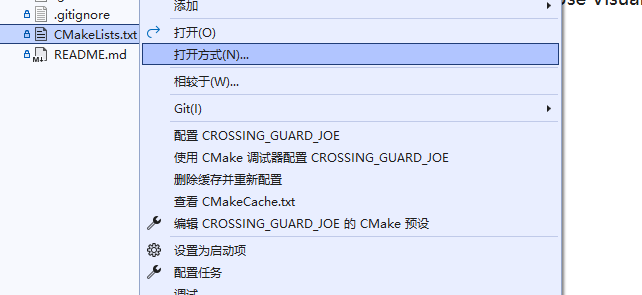 添加
ose Visual
.gitignore
打开(O)
CMakeLists.txt
打开方式(N)...
README.md
相较于(W)...
Git(I)
配置 CROSSING_GUARD_JOE
使用 CMake 调试器配置 CROSSING_GUARD_JOE
删除缓存并重新配置
查看 CMakeCache.txt
编辑 CROSSING_GUARD_JOE 的 CMake 预设
设置为启动项
配置任务
调试